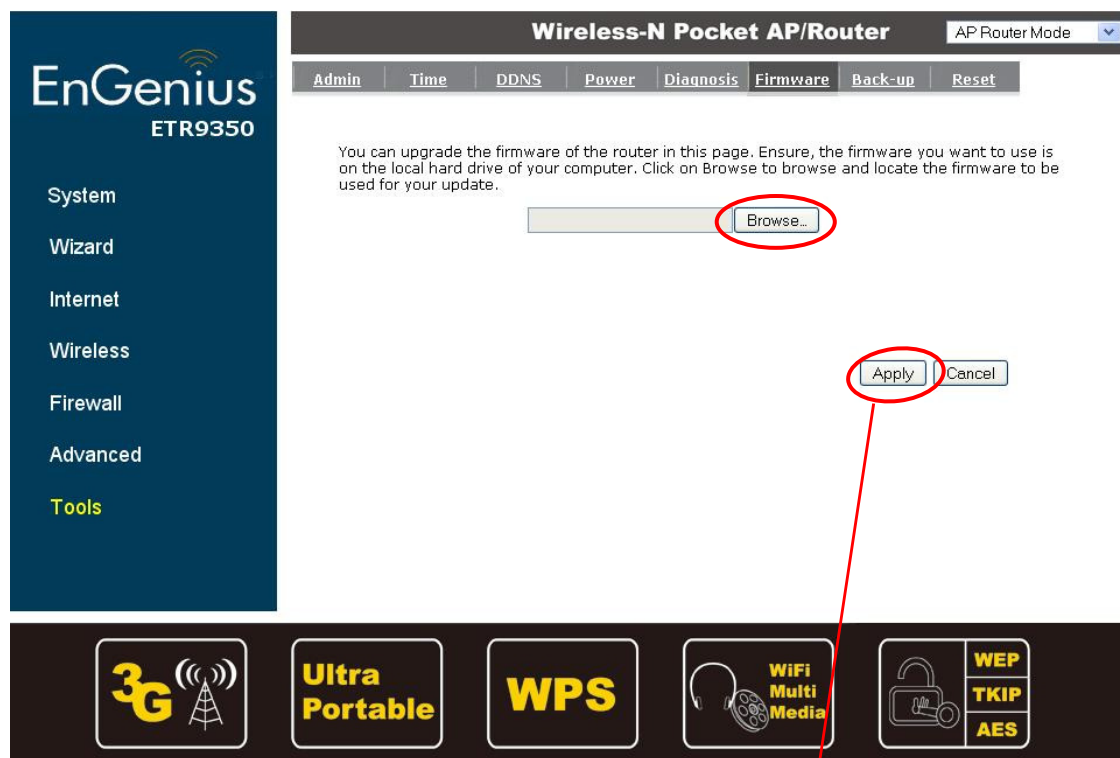 Wireless-N Pocket AP/Router
AP Router Mode
EnGenius
ETR9350
Admin
Time
DDNS
Power
Diagnosis
Firmware
Back-up
Reset
You can upgrade the firmware of the router in this page. Ensure, the firmware you want to use is
on the local hard drive of your computer. Click on Browse to browse and locate the firmware to be
used for your update.
Browse...
Apply
Cancel
System
Wizard
Internet
Wireless
Firewall
Advanced
Tools
3G
Ultra
Portable
WPS
WiFi
Multi
Media
WEP
TKIP
AES